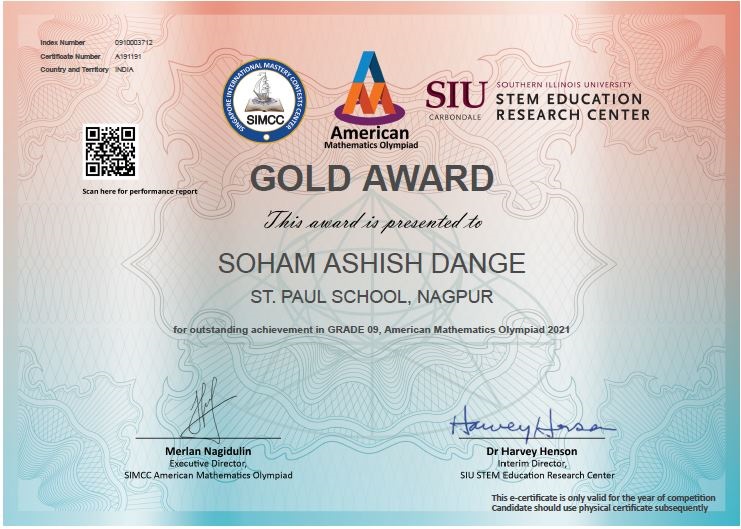 Index Number 0910003712
Certificate Number A191191
Country and Territory INDIA
SINGAPORE INTERNATIONAL MASTERY CONTESTS CENTER
SIMCC
American
Mathematics Olympiad
SIU
CARBONDALE
SOUTHERN ILLINOIS UNIVERSITY
STEM EDUCATION
RESEARCH CENTER
Scan here for performance report
GOLD AWARD
This award is presented to
SOHAM ASHISH DANGE
ST. PAUL SCHOOL, NAGPUR
for outstanding achievement in GRADE 09, American Mathematics Olympiad 2021
Harvey Henson
Merlan Nagidulin
Executive Director,
SIMCC American Mathematics Olympiad
Dr Harvey Henson
Interim Director,
SIU STEM Education Research Center
This e-certificate is only valid for the year of competition
Candidate should use physical certificate subsequently